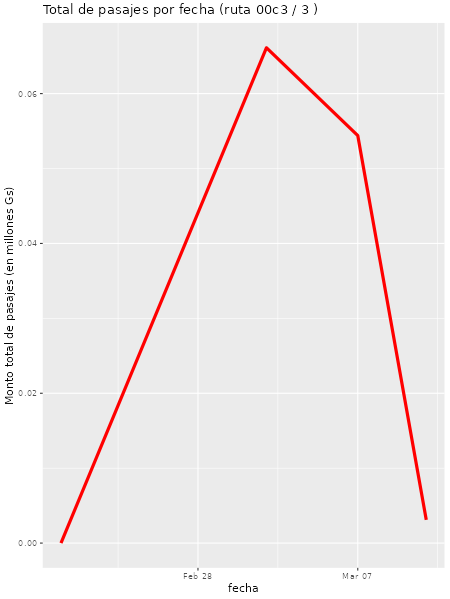 Total de pasajes por fecha (ruta 00c3 / 3 )
Monto total de pasajes (en millones Gs)
0.06
0.04
0.02
0.00
Feb 28
Mar 07
fecha